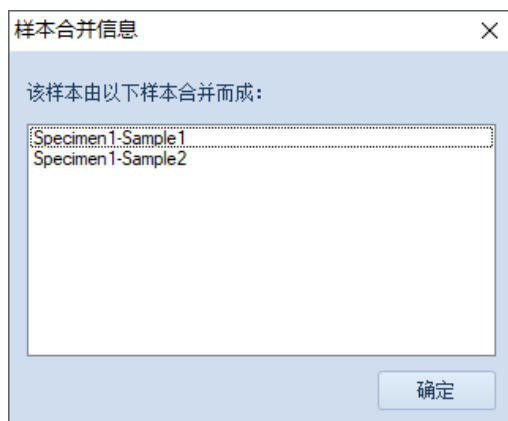 样本合并信息
该样本由以下样本合并而成：
Specimen1-Sample1
Specimen1-Sample2
确定